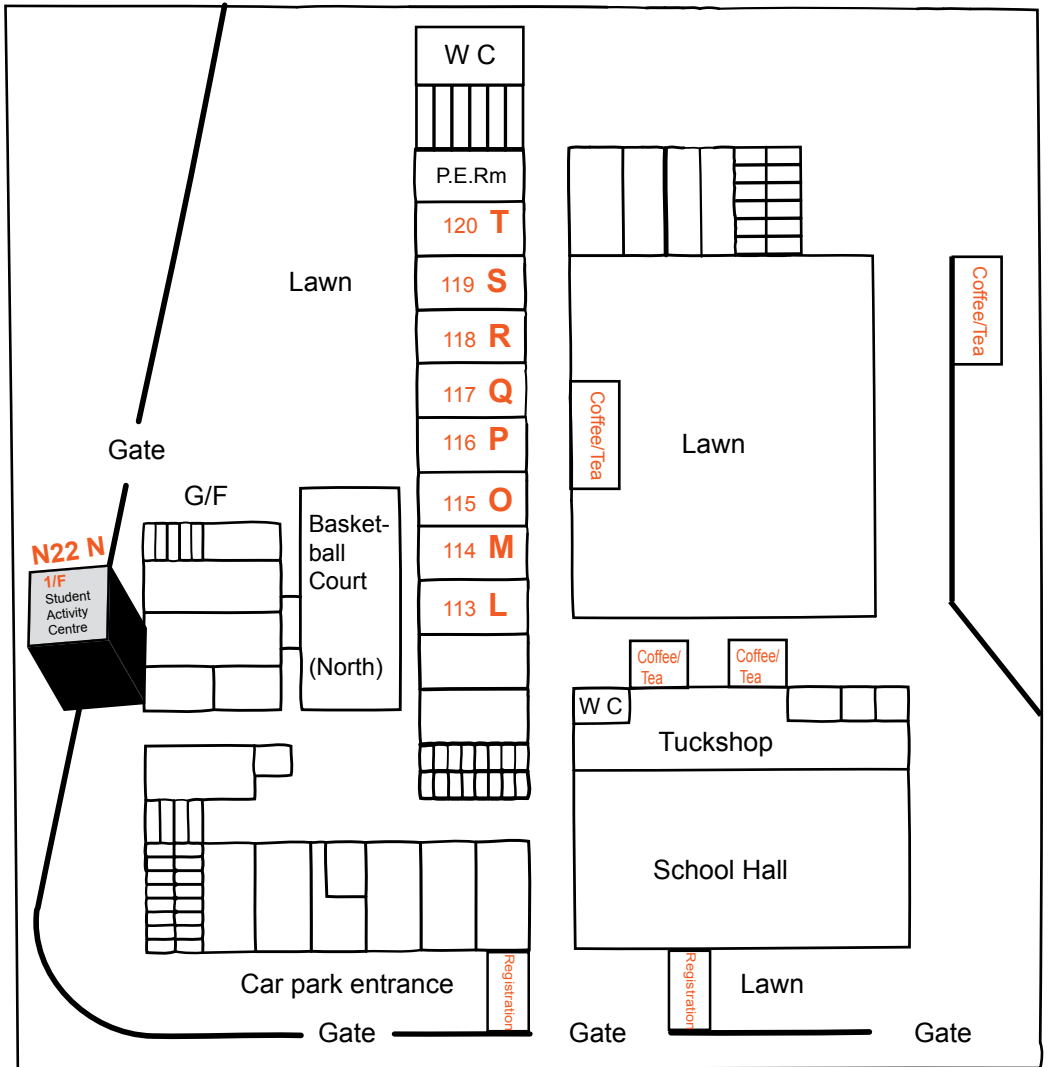 W C
P.E.Rm
120 T
119 S
118 R
117 Q
116 P
115 O
114 M
113 L
Lawn
Gate
G/F
Basket-
ball
Court
(North)
N22 N
1/F
Student
Activity
Centre
Coffee/Tea
Lawn
Coffee/Tea
Coffee/
Tea
Coffee/
Tea
W C
Tuckshop
School Hall
Car park entrance
Registration
Registration
Lawn
Gate
Gate
Gate